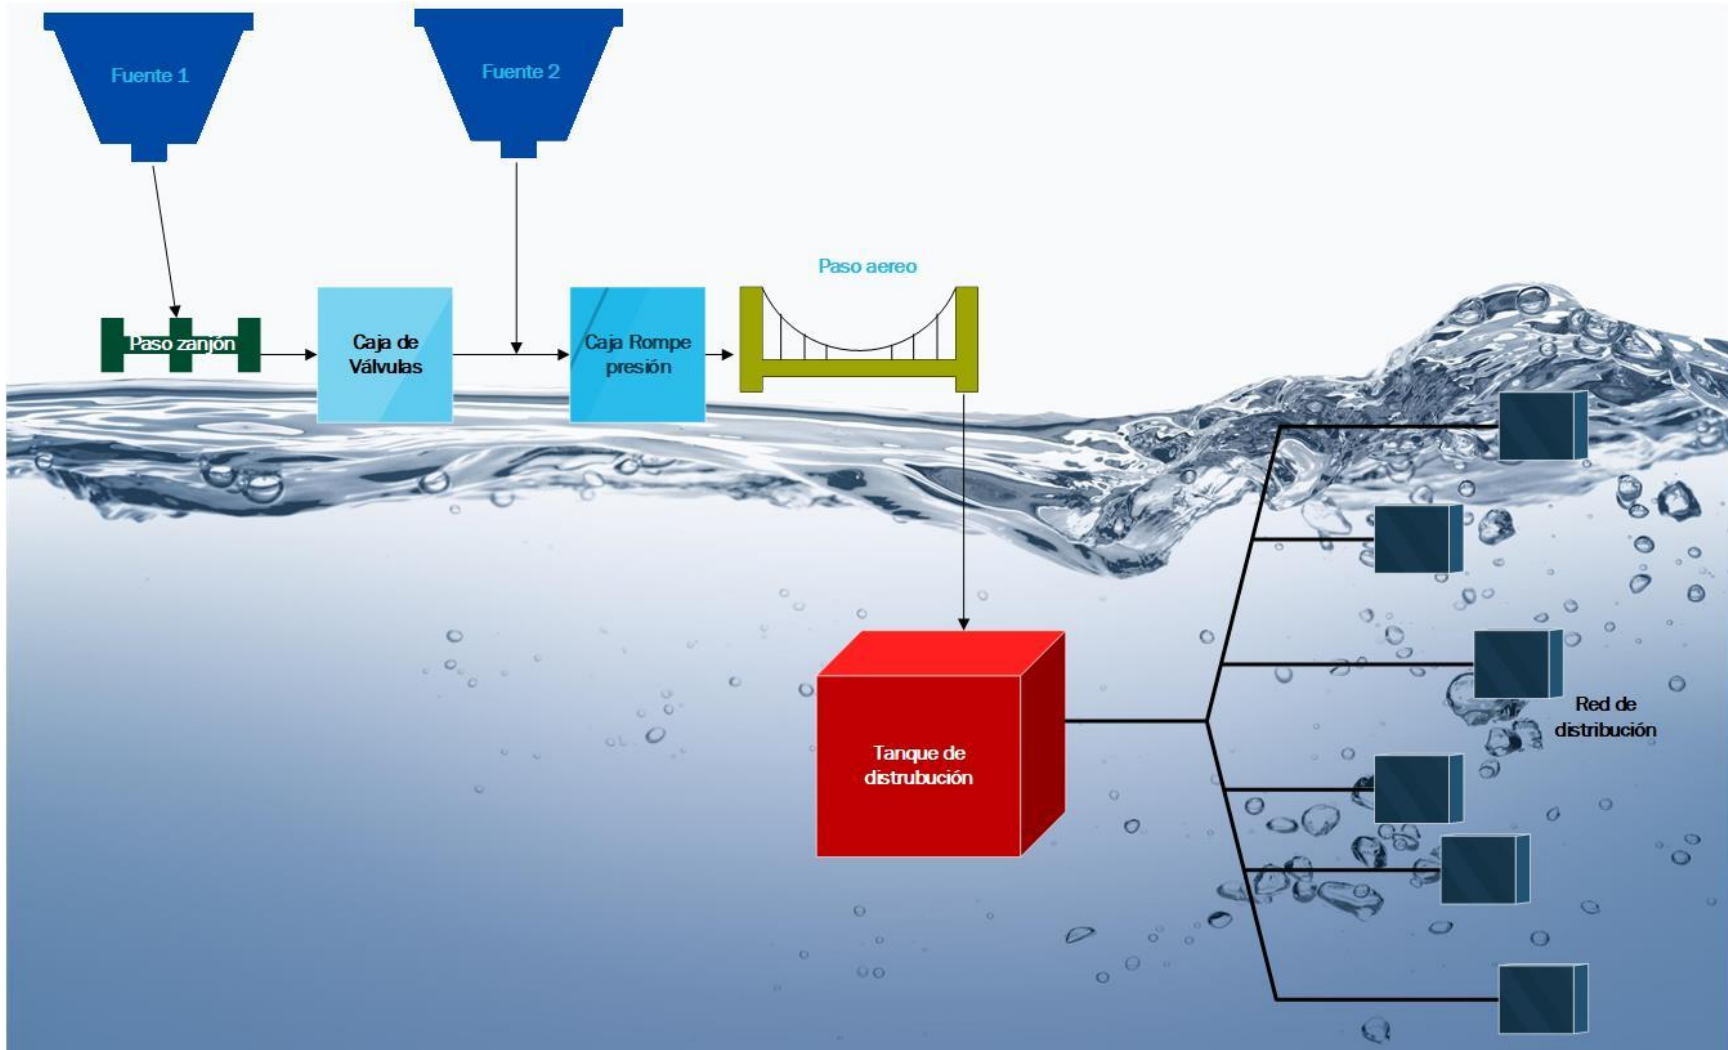 Fuente 1
Fuente 2
Paso aereo
Paso zanjón
Caja de
Válvulas
Caja Rompe
presión
Red de
distribución
Tanque de
distrubución